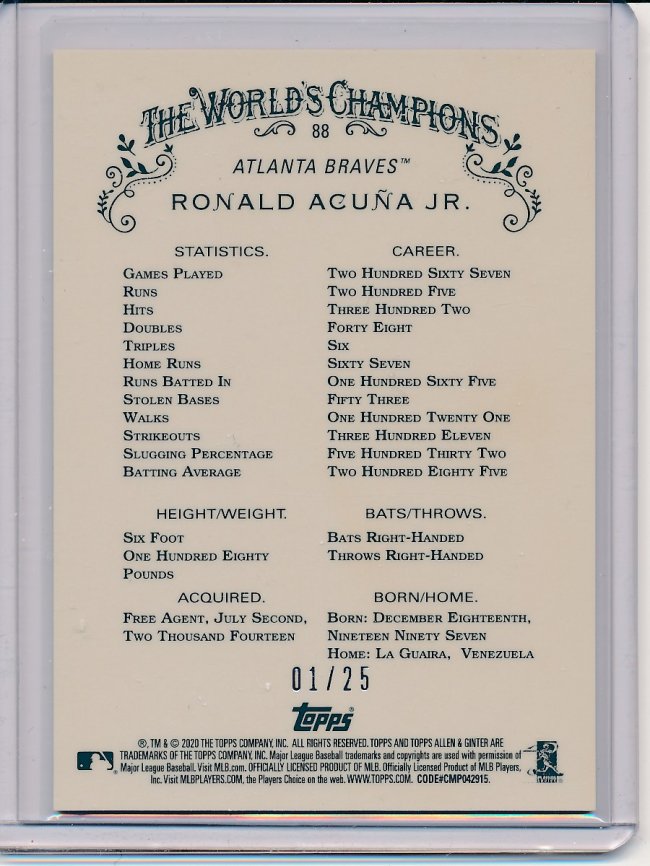 THE WORLD'S CHAMPIONS
88
ATLANTA BRAVES™
RONALD ACUÑA JR.
STATISTICS. CAREER.
GAMES PLAYED TWO HUNDRED SIXTY SEVEN
RUNS TWO HUNDRED FIVE
HITS THREE HUNDRED TWO
DOUBLES FORTY EIGHT
TRIPLES SIX
HOME RUNS SIXTY SEVEN
RUNS BATTED IN ONE HUNDRED SIXTY FIVE
STOLEN BASES FIFTY THREE
WALKS ONE HUNDRED TWENTY ONE
STRIKEOUTS THREE HUNDRED ELEVEN
SLUGGING PERCENTAGE FIVE HUNDRED THIRTY TWO
BATTING AVERAGE TWO HUNDRED EIGHTY FIVE
HEIGHT/WEIGHT. BATS/THROWS.
SIX FOOT BATS RIGHT-HANDED
ONE HUNDRED EIGHTY THROWS RIGHT-HANDED
POUNDS
ACQUIRED. BORN/HOME.
FREE AGENT, JULY SECOND, BORN: DECEMBER EIGHTEENTH,
TWO THOUSAND FOURTEEN NINETEEN NINETY SEVEN
HOME: LA GUAIRA, VENEZUELA
01/25
TOPPS®
®, TM & © 2020 THE TOPPS COMPANY, INC. ALL RIGHTS RESERVED. TOPPS AND TOPPS ALLEN & GINTER ARE
TRADEMARKS OF THE TOPPS COMPANY, INC. Major League Baseball trademarks and copyrights are used with permission of
Major League Baseball. Visit MLB.com. OFFICIALLY LICENSED PRODUCT OF MLB. Officially Licensed Product of MLB Players,
Inc. Visit MLBPLAYERS.COM, the Players Choice on the web. WWW.TOPPS.COM. CODE#CMP042915.